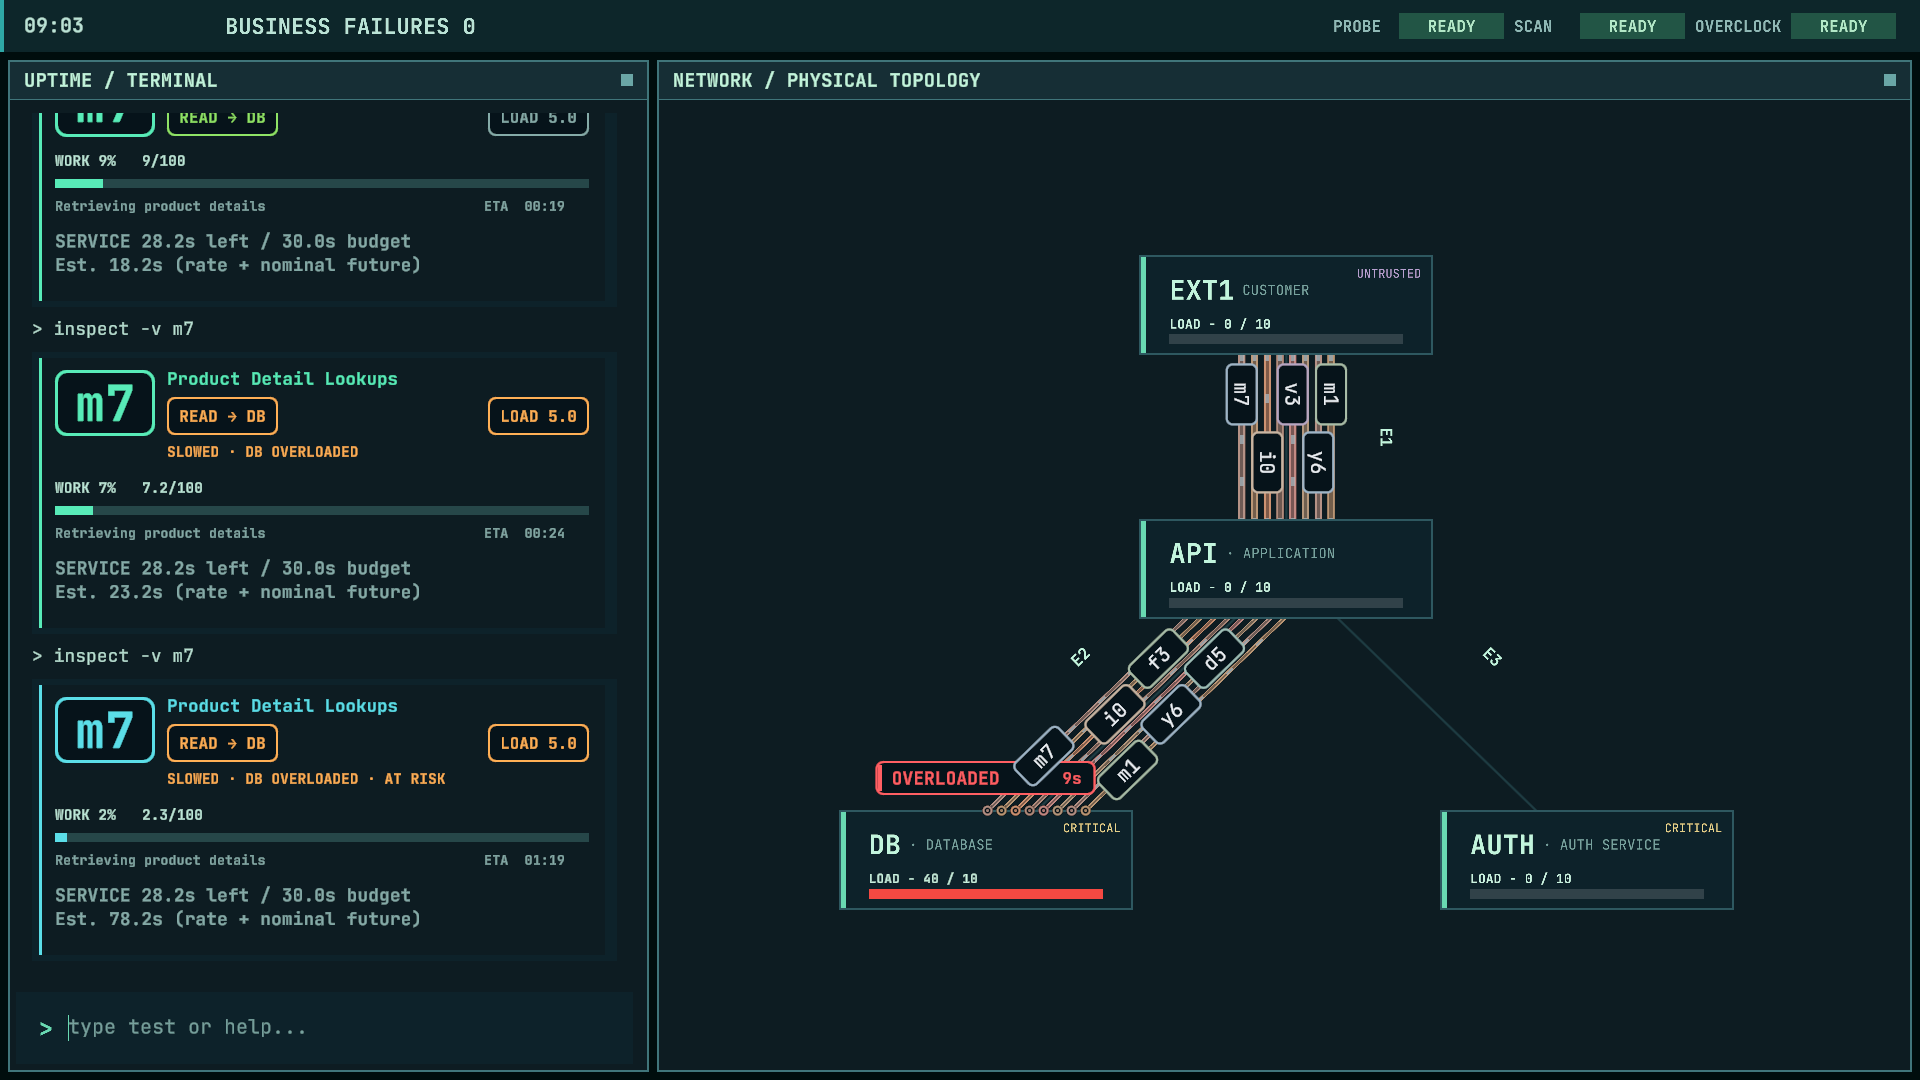 09:03
BUSINESS FAILURES 0
PROBE READY SCAN READY OVERCLOCK READY
UPTIME / TERMINAL
m7 READ → DB LOAD 5.0
WORK 9% 9/100
Retrieving product details ETA 00:19
SERVICE 28.2s left / 30.0s budget
Est. 18.2s (rate + nominal future)
> inspect -v m7
m7 Product Detail Lookups
READ → DB LOAD 5.0
SLOWED · DB OVERLOADED
WORK 7% 7.2/100
Retrieving product details ETA 00:24
SERVICE 28.2s left / 30.0s budget
Est. 23.2s (rate + nominal future)
> inspect -v m7
m7 Product Detail Lookups
READ → DB LOAD 5.0
SLOWED · DB OVERLOADED · AT RISK
WORK 2% 2.3/100
Retrieving product details ETA 01:19
SERVICE 28.2s left / 30.0s budget
Est. 78.2s (rate + nominal future)
> type test or help...
NETWORK / PHYSICAL TOPOLOGY
UNTRUSTED
EXT1 CUSTOMER
LOAD - 0 / 10
m7 v3 m1
E1
i0 y6
API · APPLICATION
LOAD - 0 / 10
E2
f3 d5
E3
i0 y6
m7 m1
OVERLOADED 9s
CRITICAL
DB · DATABASE
LOAD - 40 / 10
CRITICAL
AUTH · AUTH SERVICE
LOAD - 0 / 10